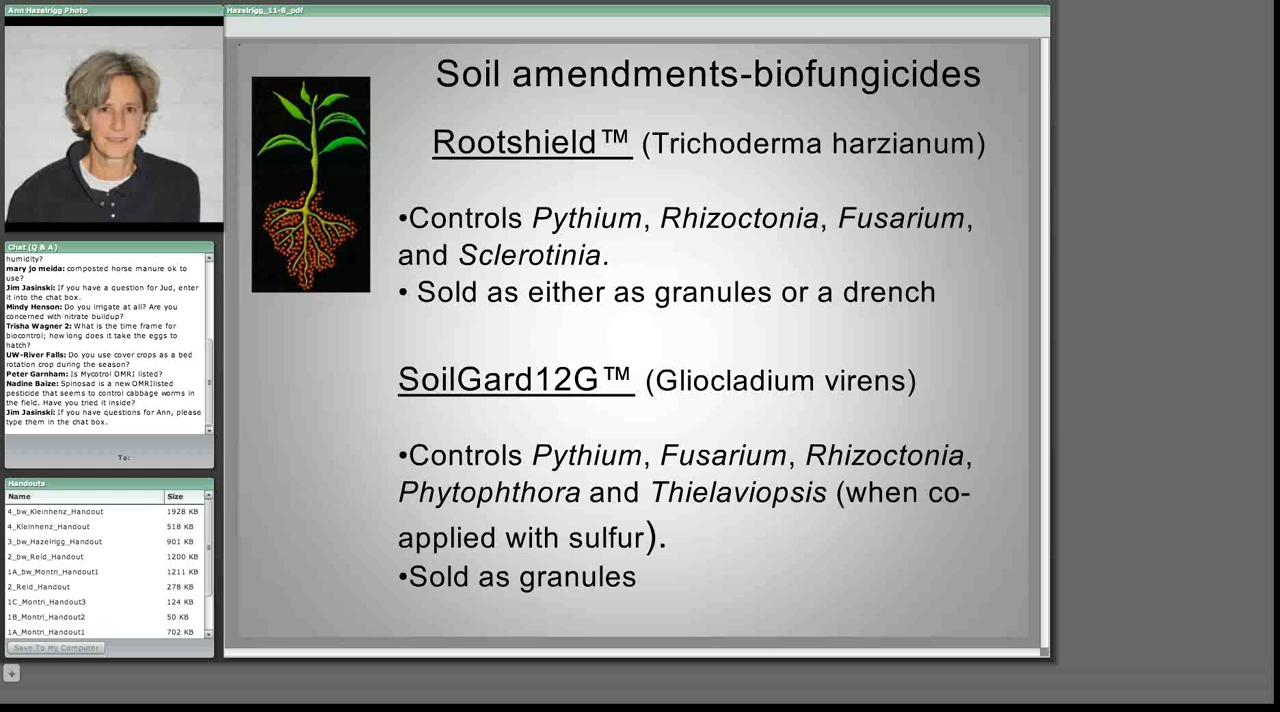 Ann Hazelrigg Photo
Hazelrigg_11-8_pdf
Soil amendments-biofungicides
Rootshield™ (Trichoderma harzianum)
•Controls Pythium, Rhizoctonia, Fusarium,
and Sclerotinia.
• Sold as either as granules or a drench
SoilGard12G™ (Gliocladium virens)
•Controls Pythium, Fusarium, Rhizoctonia,
Phytophthora and Thielaviopsis (when co-
applied with sulfur).
•Sold as granules
Chat (Q & A)
humidity?
mary jo meida: composted horse manure ok to
use?
Jim Jasinski: If you have a question for Jud, enter
it into the chat box.
Mindy Henson: Do you irrigate at all? Are you
concerned with nitrate buildup?
Trisha Wagner 2: What is the time frame for
biocontrol; how long does it take the eggs to
hatch?
UW-River Falls: Do you use cover crops as a bed
rotation crop during the season?
Peter Garnham: Is Mycotrol OMRI listed?
Nadine Baize: Spinosad is a new OMRIlisted
pesticide that seems to control cabbage worms in
the field. Have you tried it inside?
Jim Jasinski: If you have questions for Ann, please
type them in the chat box.
To:
Handouts
Name Size
4_bw_Kleinhenz_Handout 1928 KB
4_Kleinhenz_Handout 518 KB
3_bw_Hazelrigg_Handout 901 KB
2_bw_Reid_Handout 1200 KB
1A_bw_Montri_Handout1 1211 KB
2_Reid_Handout 278 KB
1C_Montri_Handout3 124 KB
1B_Montri_Handout2 50 KB
1A_Montri_Handout1 702 KB
Save To My Computer
+